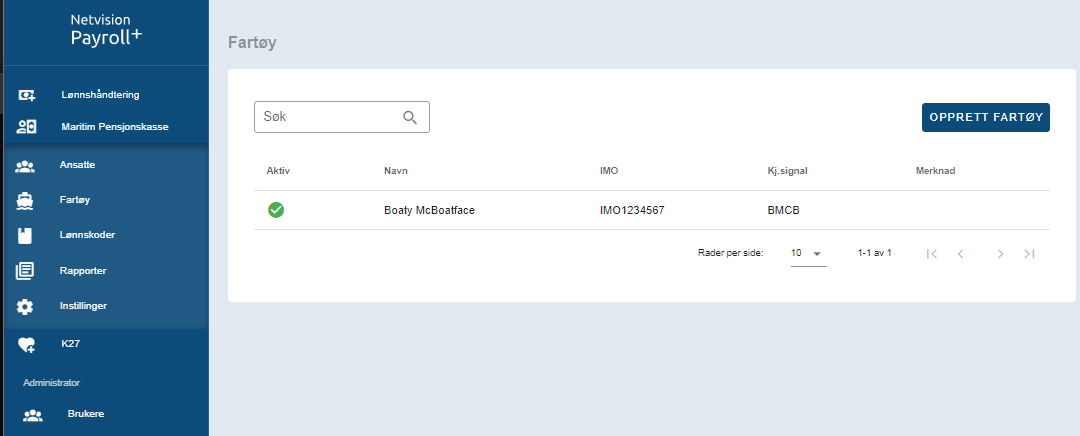 Netvision
Payroll+
Lønnshåndtering
Maritim Pensjonskasse
Ansatte
Fartøy
Lønnskoder
Rapporter
Instillinger
K27
Administrator
Brukere
Fartøy
Søk
OPPRETT FARTØY
Aktiv Navn IMO Kj.signal Merknad
Boaty McBoatface IMO1234567 BMCB
Rader per side: 10 1-1 av 1